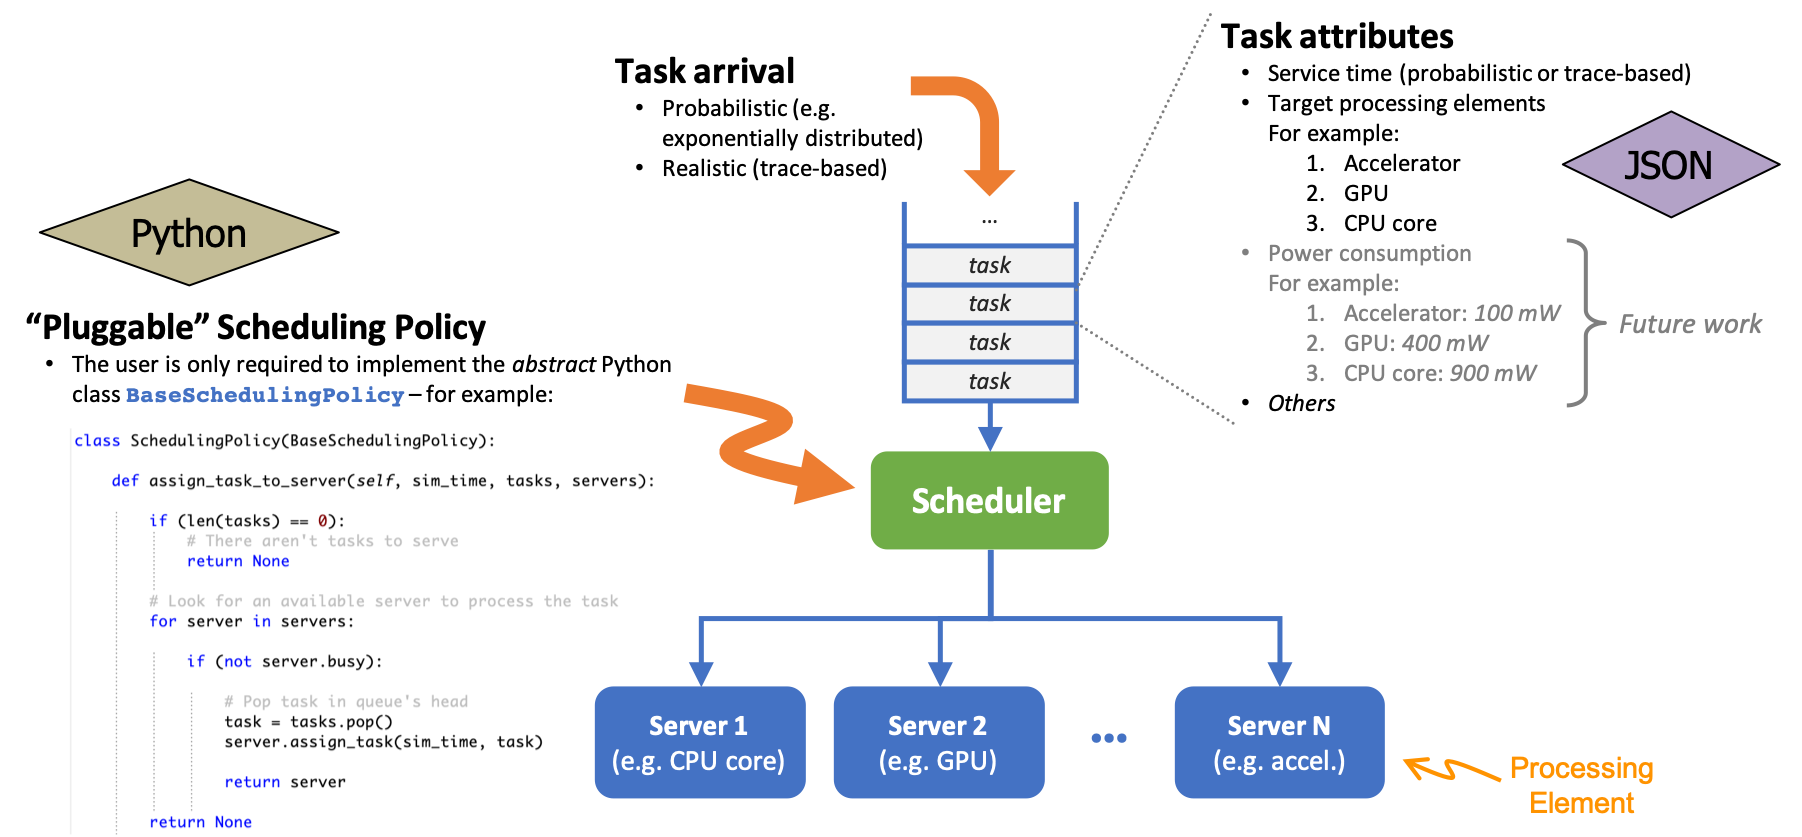 Task arrival
• Probabilistic (e.g.
exponentially distributed)
• Realistic (trace-based)
Task attributes
• Service time (probabilistic or trace-based)
• Target processing elements
For example:
1. Accelerator
2. GPU
3. CPU core
• Power consumption
For example:
1. Accelerator: 100 mW
2. GPU: 400 mW
3. CPU core: 900 mW
• Others
Future work
JSON
Python
“Pluggable” Scheduling Policy
• The user is only required to implement the abstract Python
class BaseSchedulingPolicy – for example:
class SchedulingPolicy(BaseSchedulingPolicy):
def assign_task_to_server(self, sim_time, tasks, servers):
if (len(tasks) == 0):
# There aren't tasks to serve
return None
# Look for an available server to process the task
for server in servers:
if (not server.busy):
# Pop task in queue's head
task = tasks.pop()
server.assign_task(sim_time, task)
return server
return None
...
task
task
task
task
Scheduler
Server 1
(e.g. CPU core)
Server 2
(e.g. GPU)
•••
Server N
(e.g. accel.)
Processing
Element